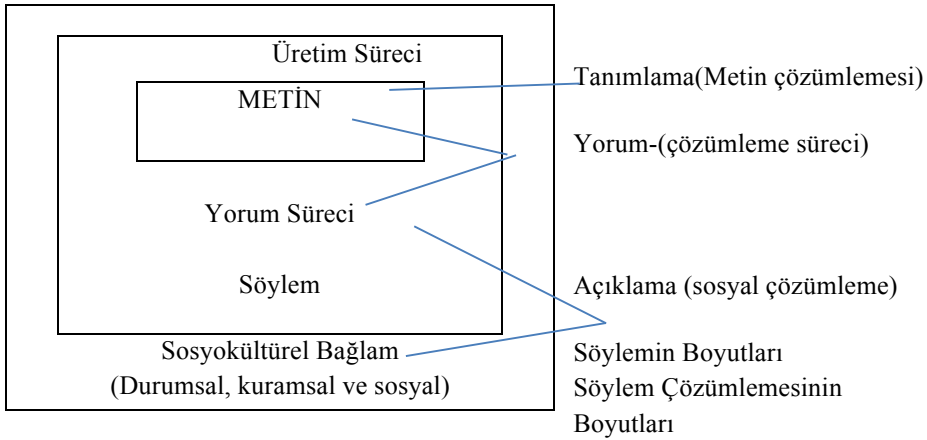 Üretim Süreci
METİN
Yorum Süreci
Söylem
Sosyokültürel Bağlam
(Durumsal, kuramsal ve sosyal)
Tanımlama(Metin çözümlemesi)
Yorum-(çözümleme süreci)
Açıklama (sosyal çözümleme)
Söylemin Boyutları
Söylem Çözümlemesinin
Boyutları